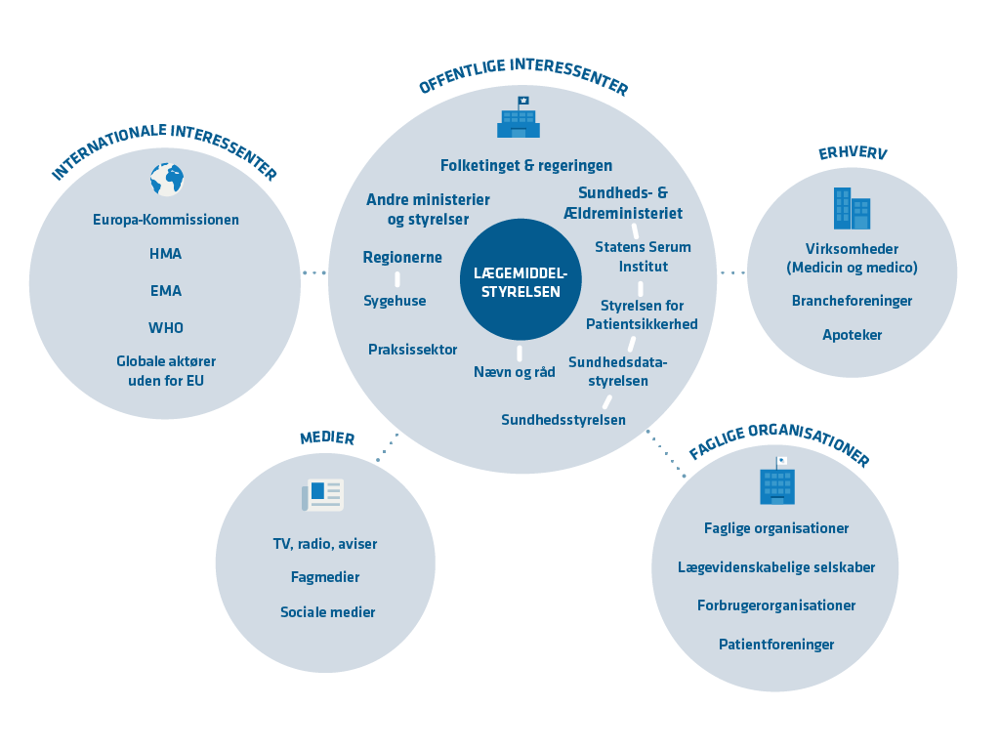 OFFENTLIGE INTERESSENTER
Folketinget & regeringen
Andre ministerier
og styrelser
Regionerne
Sygehuse
Praksissektor
LÆGEMIDDEL-
STYRELSEN
Nævn og råd
Sundheds- &
Ældreministeriet
Statens Serum
Institut
Styrelsen for
Patientsikkerhed
Sundhedsdata-
styrelsen
Sundhedsstyrelsen
INTERNATIONALE INTERESSENTER
Europa-Kommissionen
HMA
EMA
WHO
Globale aktører
uden for EU
ERHVERV
Virksomheder
(Medicin og medico)
Brancheforeninger
Apoteker
MEDIER
TV, radio, aviser
Fagmedier
Sociale medier
FAGLIGE ORGANISATIONER
Faglige organisationer
Lægevidenskabelige selskaber
Forbrugerorganisationer
Patientforeninger